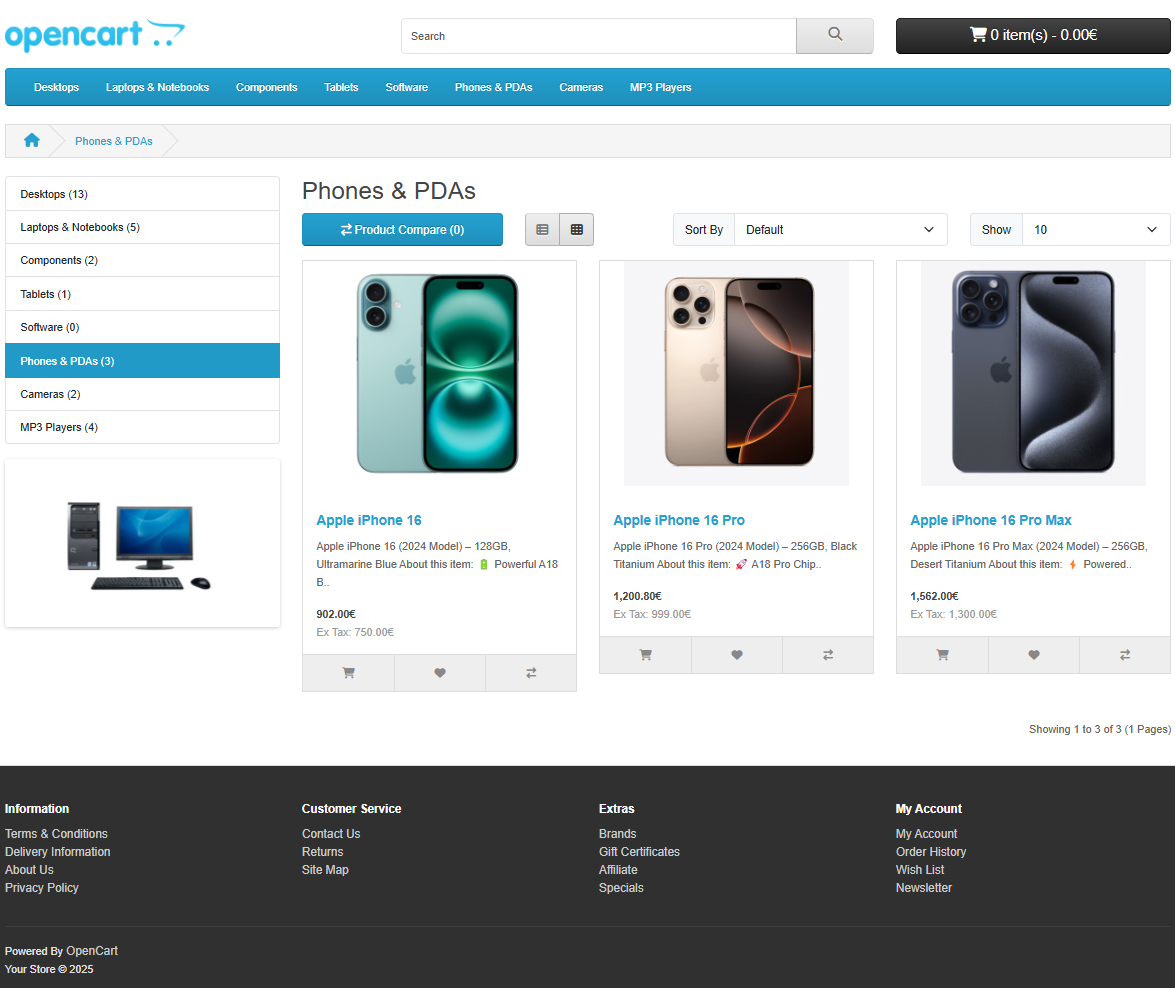 opencart
Search
0 item(s) - 0.00€
Desktops Laptops & Notebooks Components Tablets Software Phones & PDAs Cameras MP3 Players
Phones & PDAs
Desktops (13)
Laptops & Notebooks (5)
Components (2)
Tablets (1)
Software (0)
Phones & PDAs (3)
Cameras (2)
MP3 Players (4)
Phones & PDAs
Product Compare (0)
Sort By Default
Show 10
Apple iPhone 16
Apple iPhone 16 (2024 Model) – 128GB,
Ultramarine Blue About this item: 🔋 Powerful A18
B..
902.00€
Ex Tax: 750.00€
Apple iPhone 16 Pro
Apple iPhone 16 Pro (2024 Model) – 256GB, Black
Titanium About this item: 🚀 A18 Pro Chip..
1,200.80€
Ex Tax: 999.00€
Apple iPhone 16 Pro Max
Apple iPhone 16 Pro Max (2024 Model) – 256GB,
Desert Titanium About this item: ⚡ Powered..
1,562.00€
Ex Tax: 1,300.00€
Showing 1 to 3 of 3 (1 Pages)
Information
Terms & Conditions
Delivery Information
About Us
Privacy Policy
Customer Service
Contact Us
Returns
Site Map
Extras
Brands
Gift Certificates
Affiliate
Specials
My Account
My Account
Order History
Wish List
Newsletter
Powered By OpenCart
Your Store © 2025